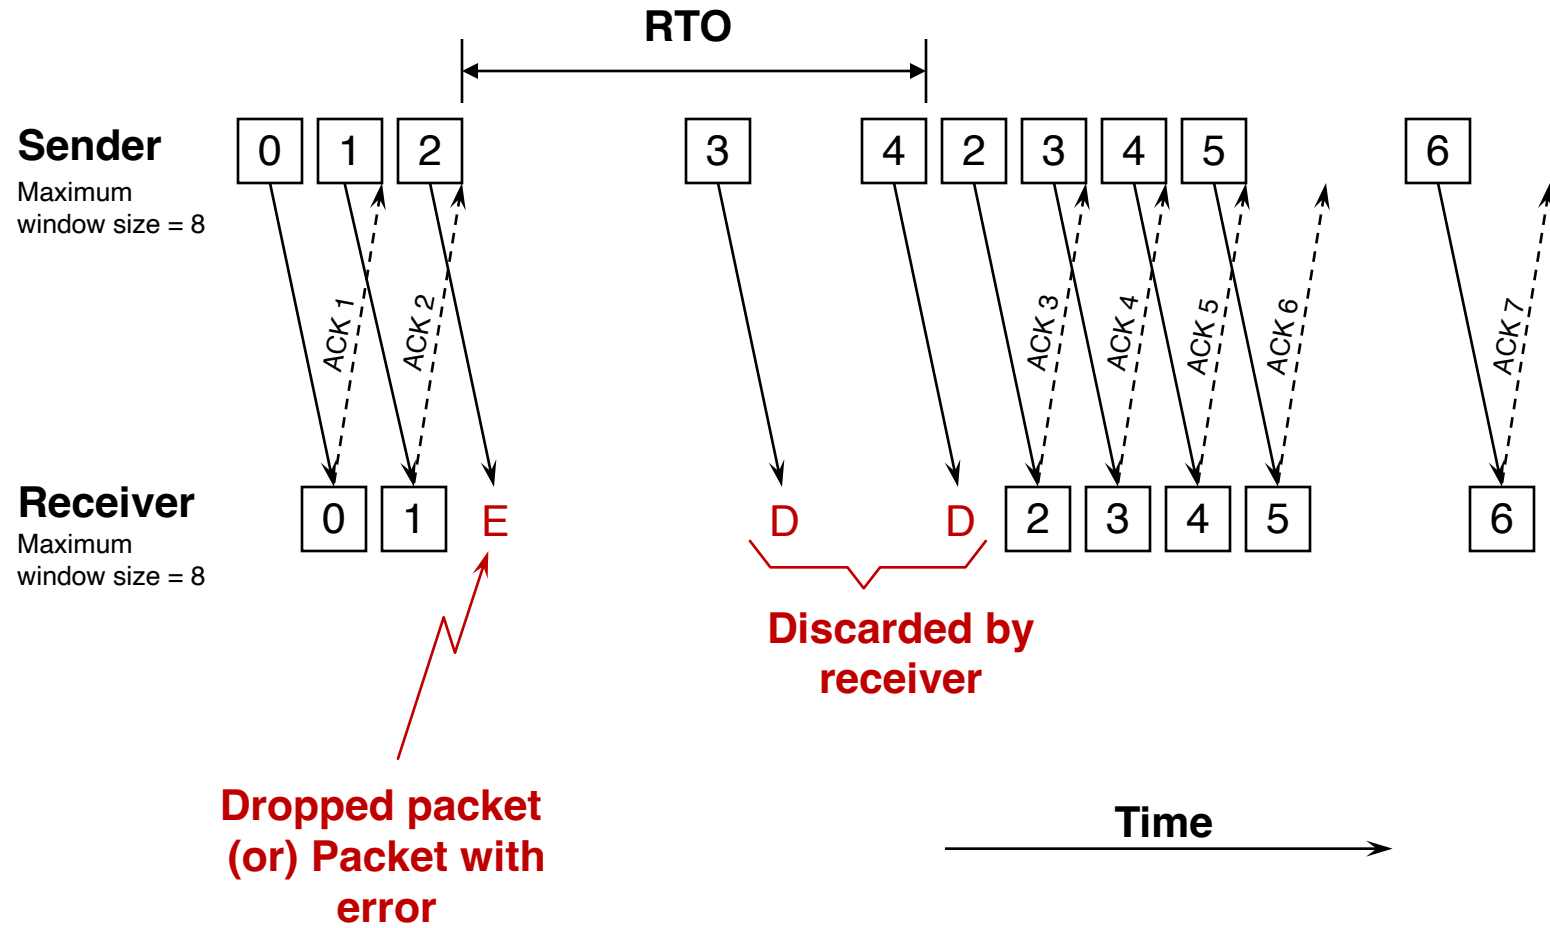 RTO
Sender
Maximum
window size = 8
0 1 2 3 4 2 3 4 5 6
ACK 1 ACK 2 ACK 3 ACK 4 ACK 5 ACK 6 ACK 7
Receiver
Maximum
window size = 8
0 1 E D D 2 3 4 5 6
Discarded by
receiver
Dropped packet
(or) Packet with
error
Time